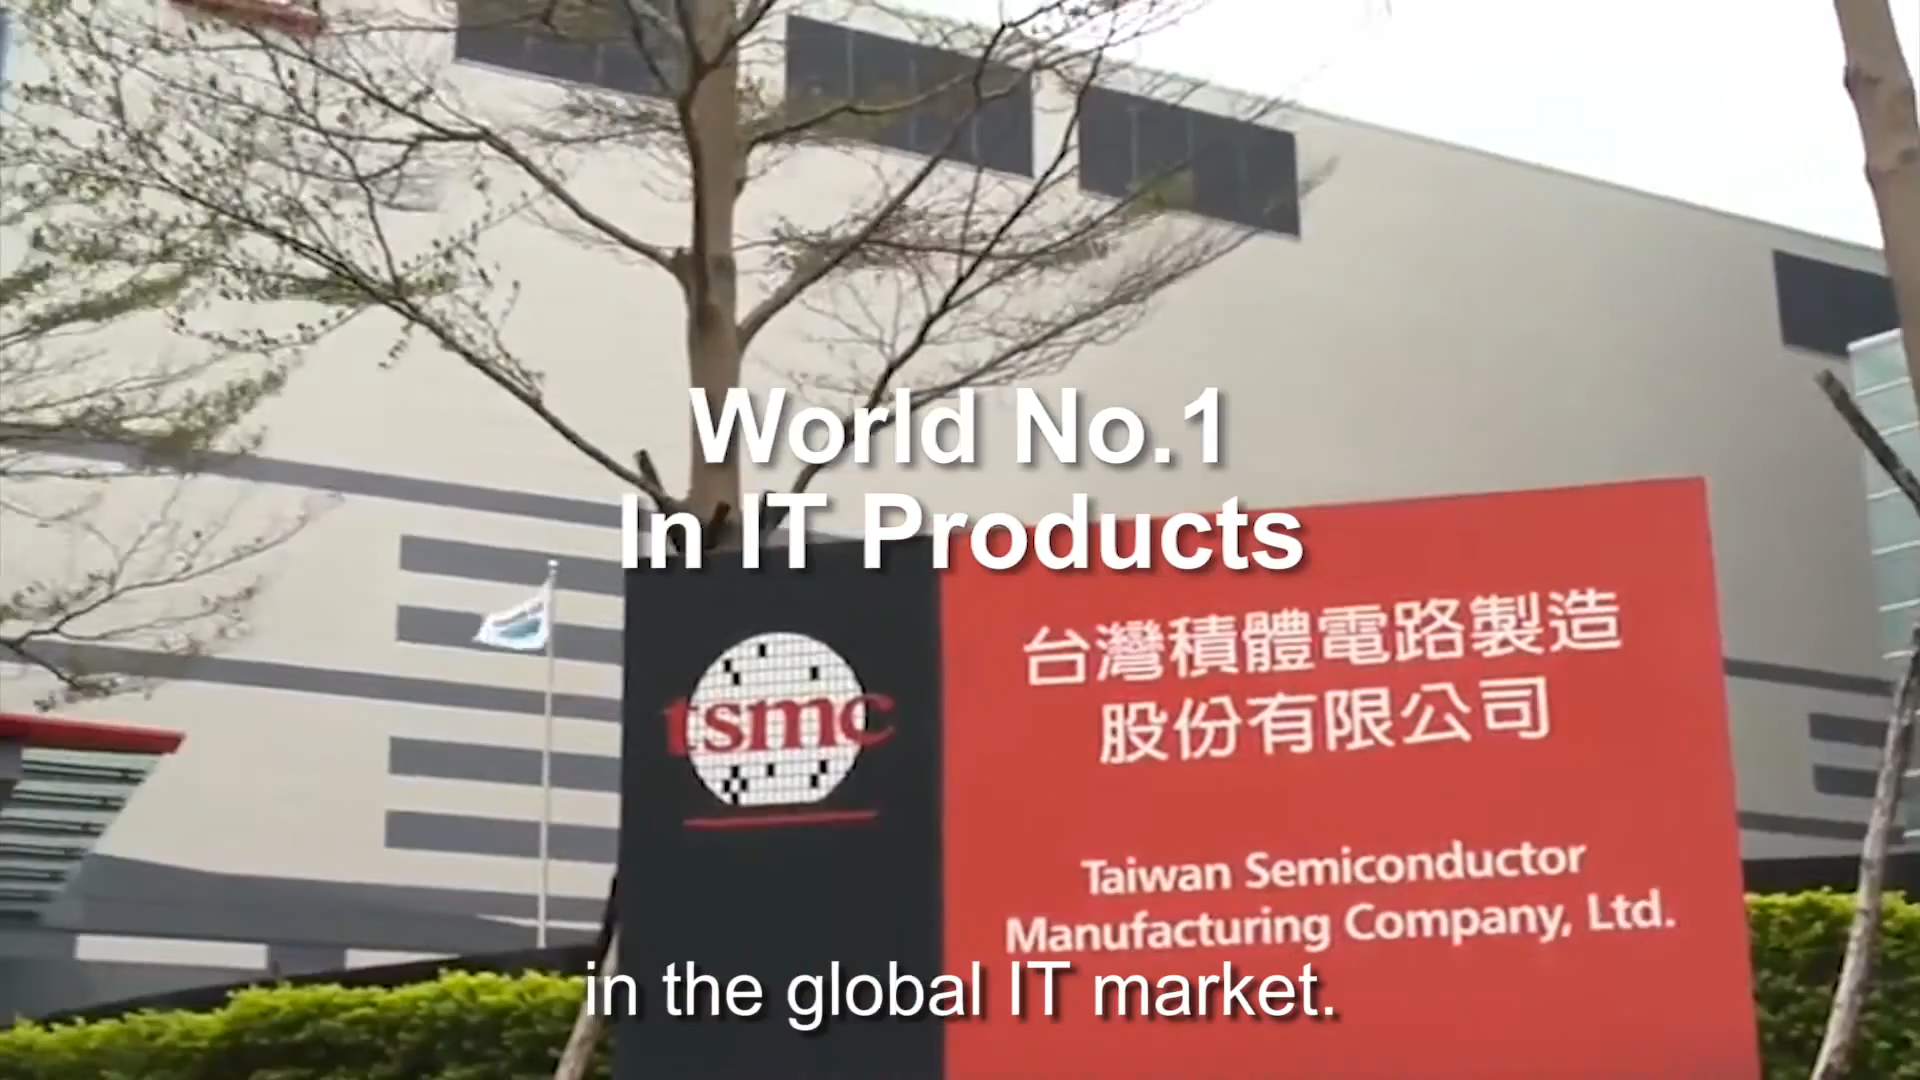 World No.1
In IT Products
台灣積體電路製造
股份有限公司
tsmc
Taiwan Semiconductor
Manufacturing Company, Ltd.
in the global IT market.